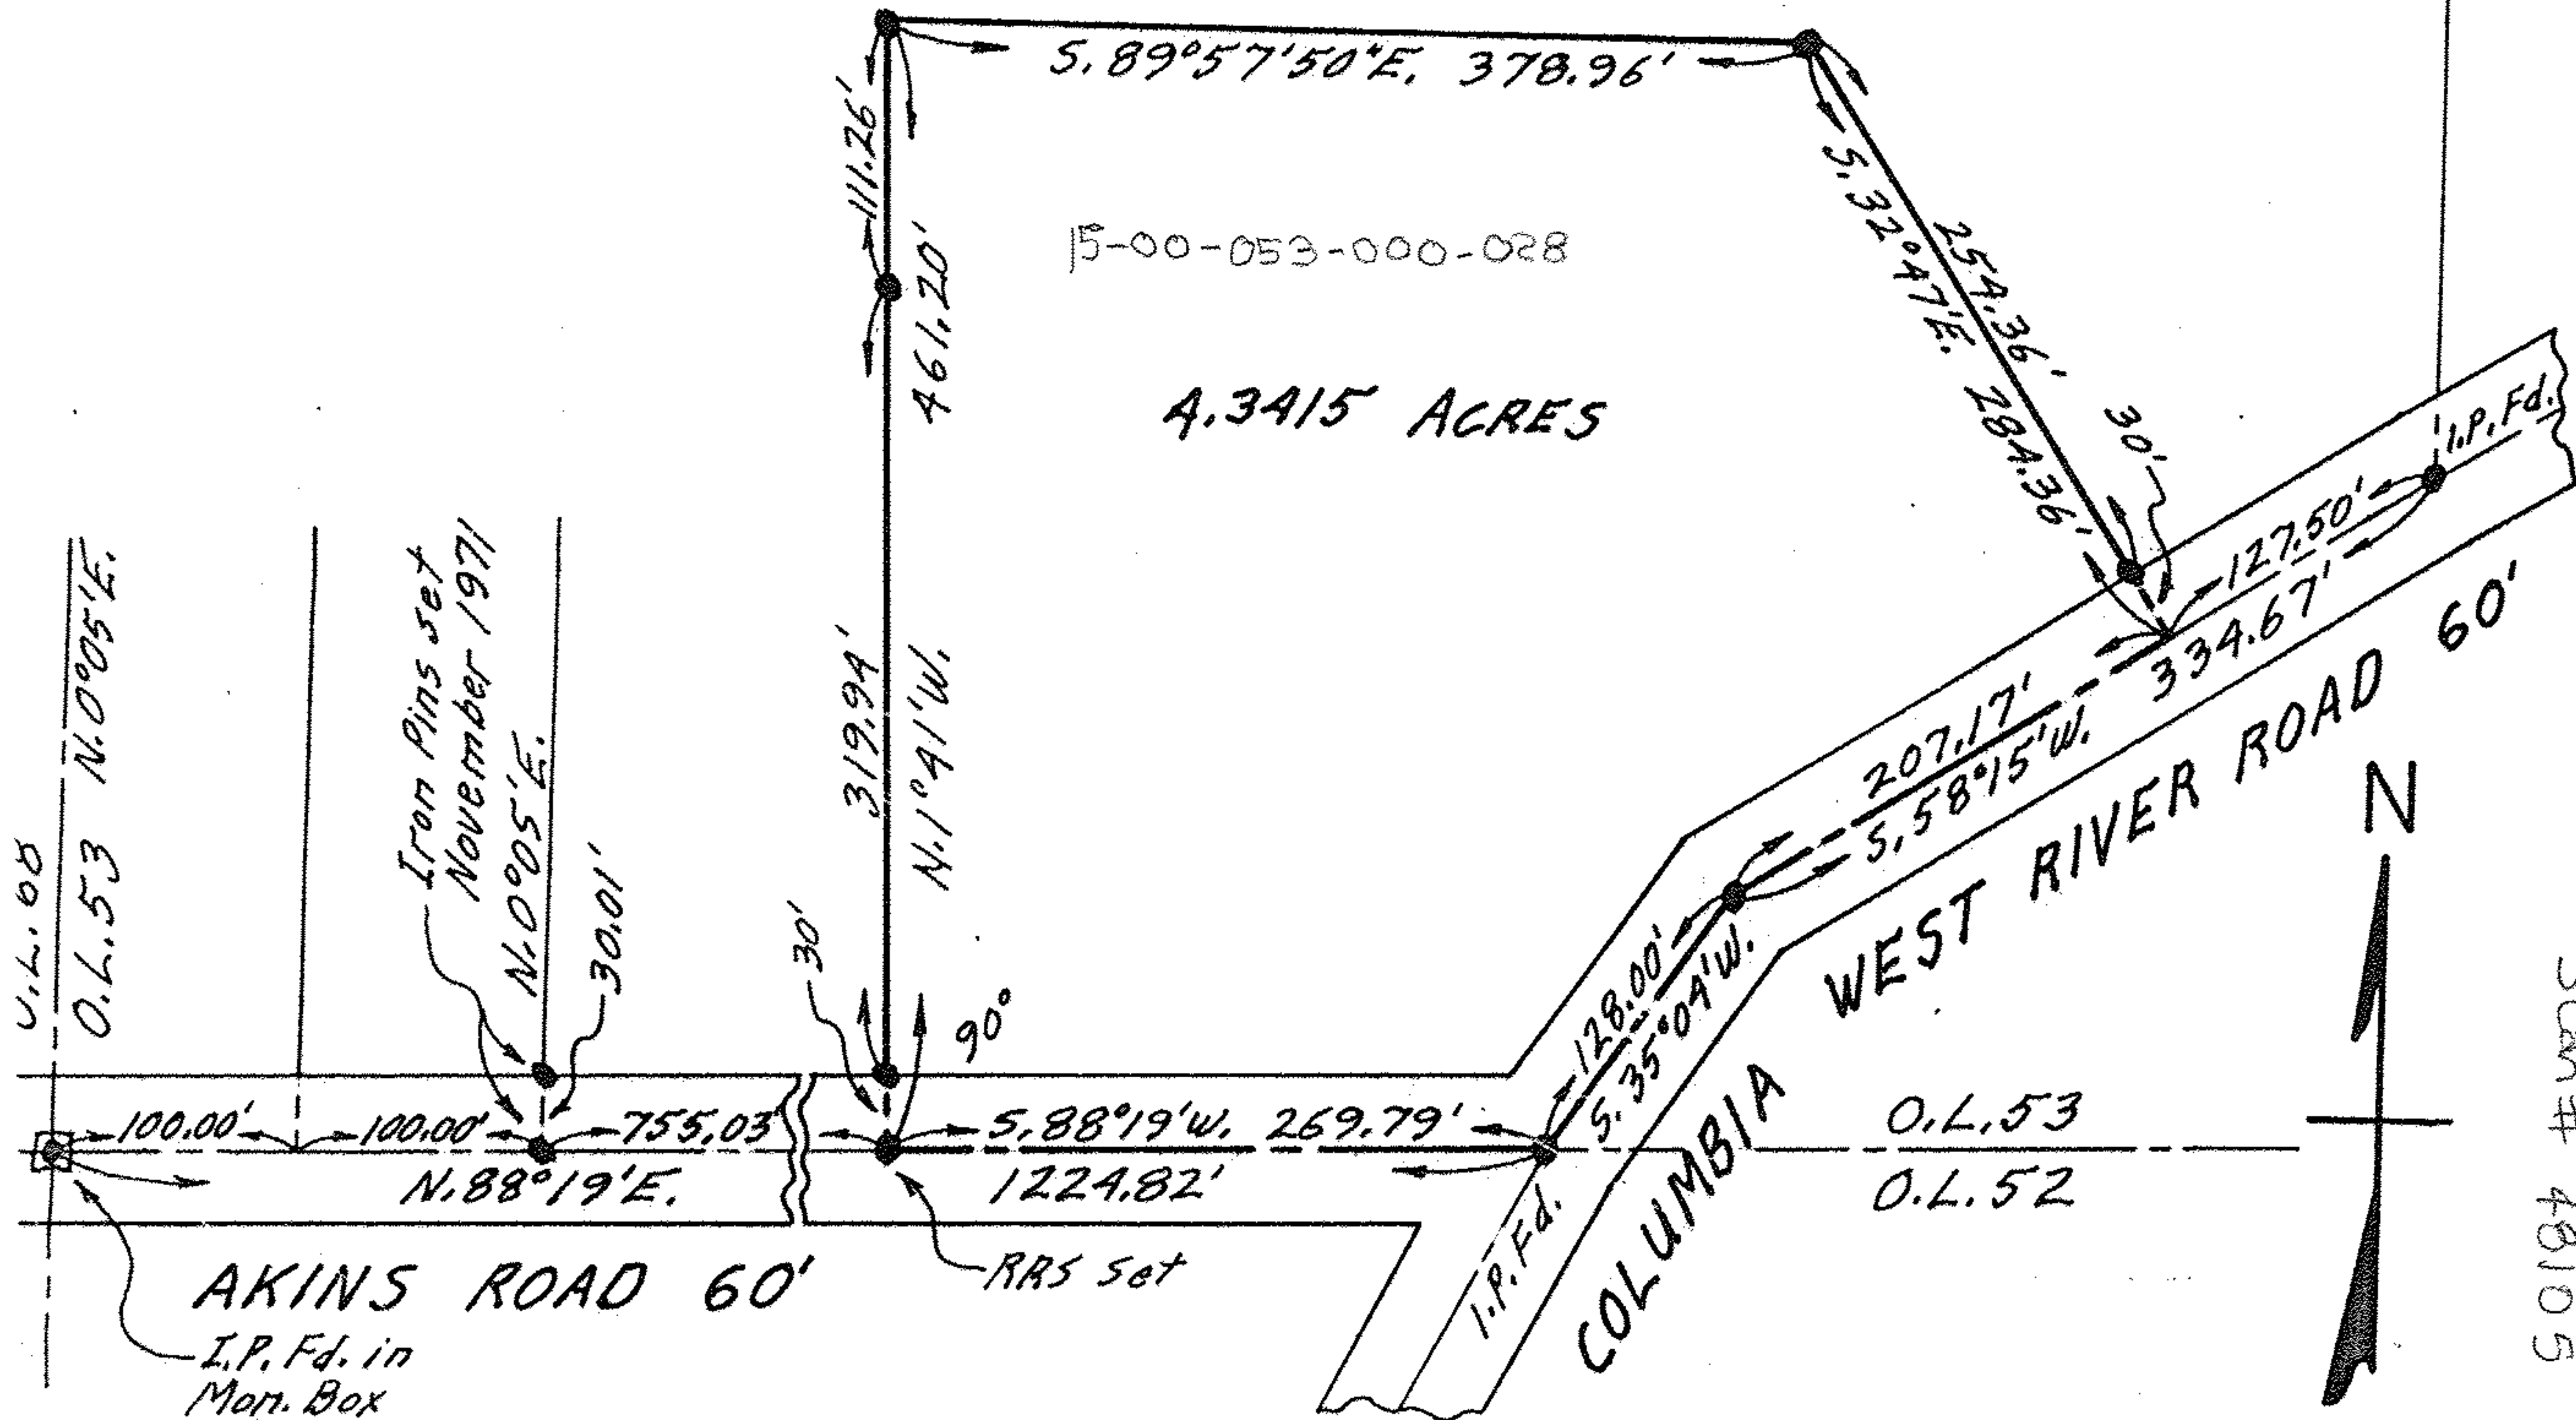 S. 89°57'50"E. 378.96'
111.26'
461.20'
15-00-053-000-028
S. 32°47'E. 284.36'
254.36'
4.3415 ACRES
30'
I.P. Fd.
127.50'
334.67'
207.17'
S. 58°15'W.
WEST RIVER ROAD 60'
N
O.L. 53 N.0°05'E.
Iron Pins set
November 1971
N.0°05'E.
30.01'
319.94'
N.1°41'W.
30'
90°
128.00'
S. 35°04'W.
COLUMBIA
100.00'
100.00'
755.03'
S. 88°19'W. 269.79'
O.L. 53
N. 88°19'E.
1224.82'
O.L. 52
AKINS ROAD 60'
RRS Set
I.P. Fd.
I.P. Fd. in
Mon. Box
Scan# 48105